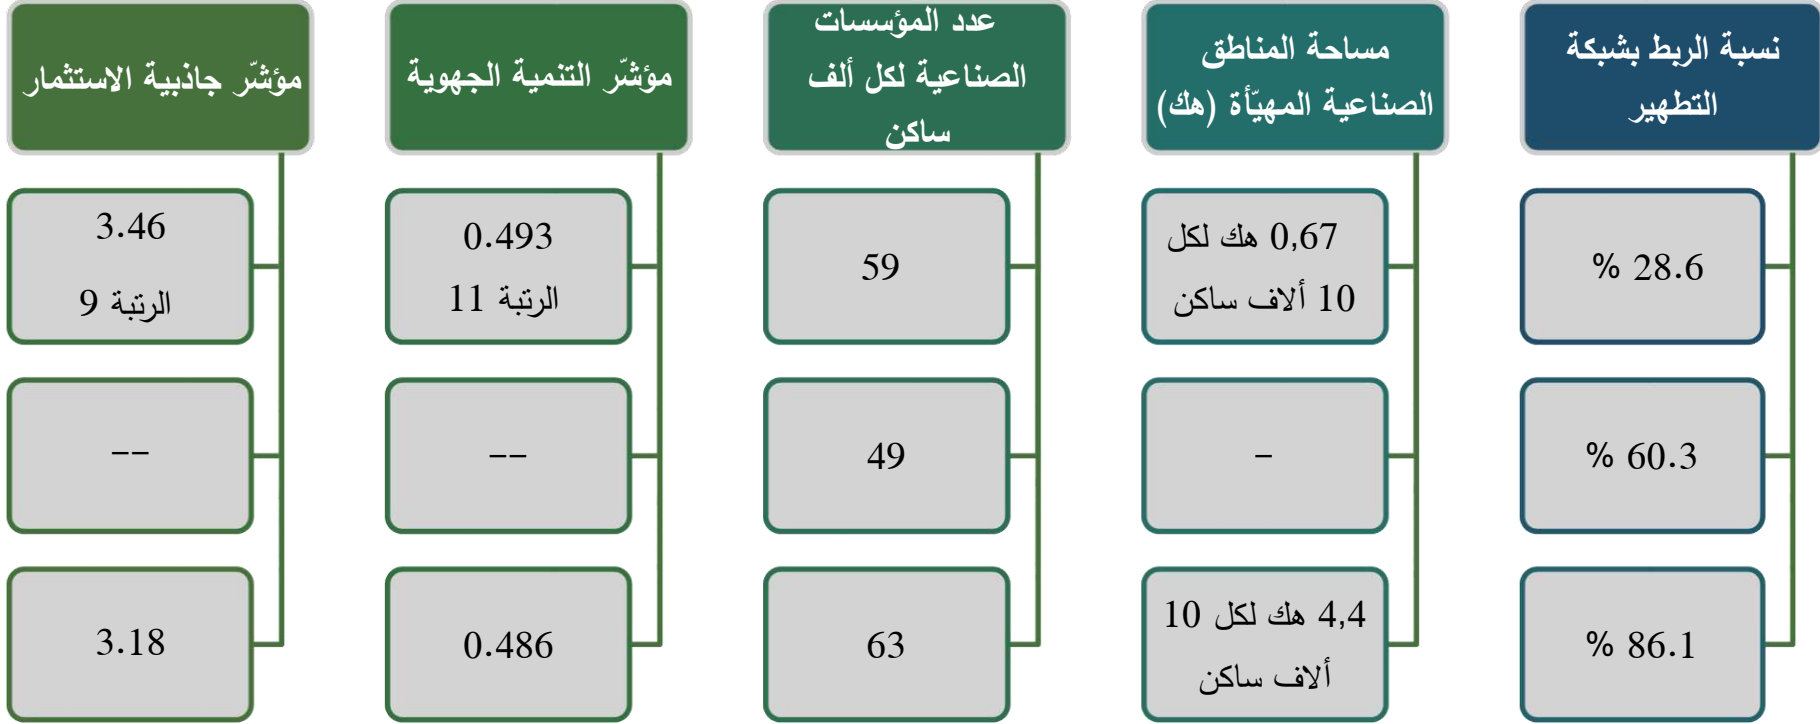 نسبة الربط بشبكة
التطهير
% 28.6
% 60.3
% 86.1
مساحة المناطق
الصناعية المهيّأة (هك)
0,67 هك لكل
10 ألاف ساكن
-
4,4 هك لكل 10
ألاف ساكن
عدد المؤسسات
الصناعية لكل ألف
ساكن
59
49
63
مؤشّر التنمية الجهوية
0.493
الرتبة 11
--
0.486
مؤشّر جاذبية الاستثمار
3.46
الرتبة 9
--
3.18